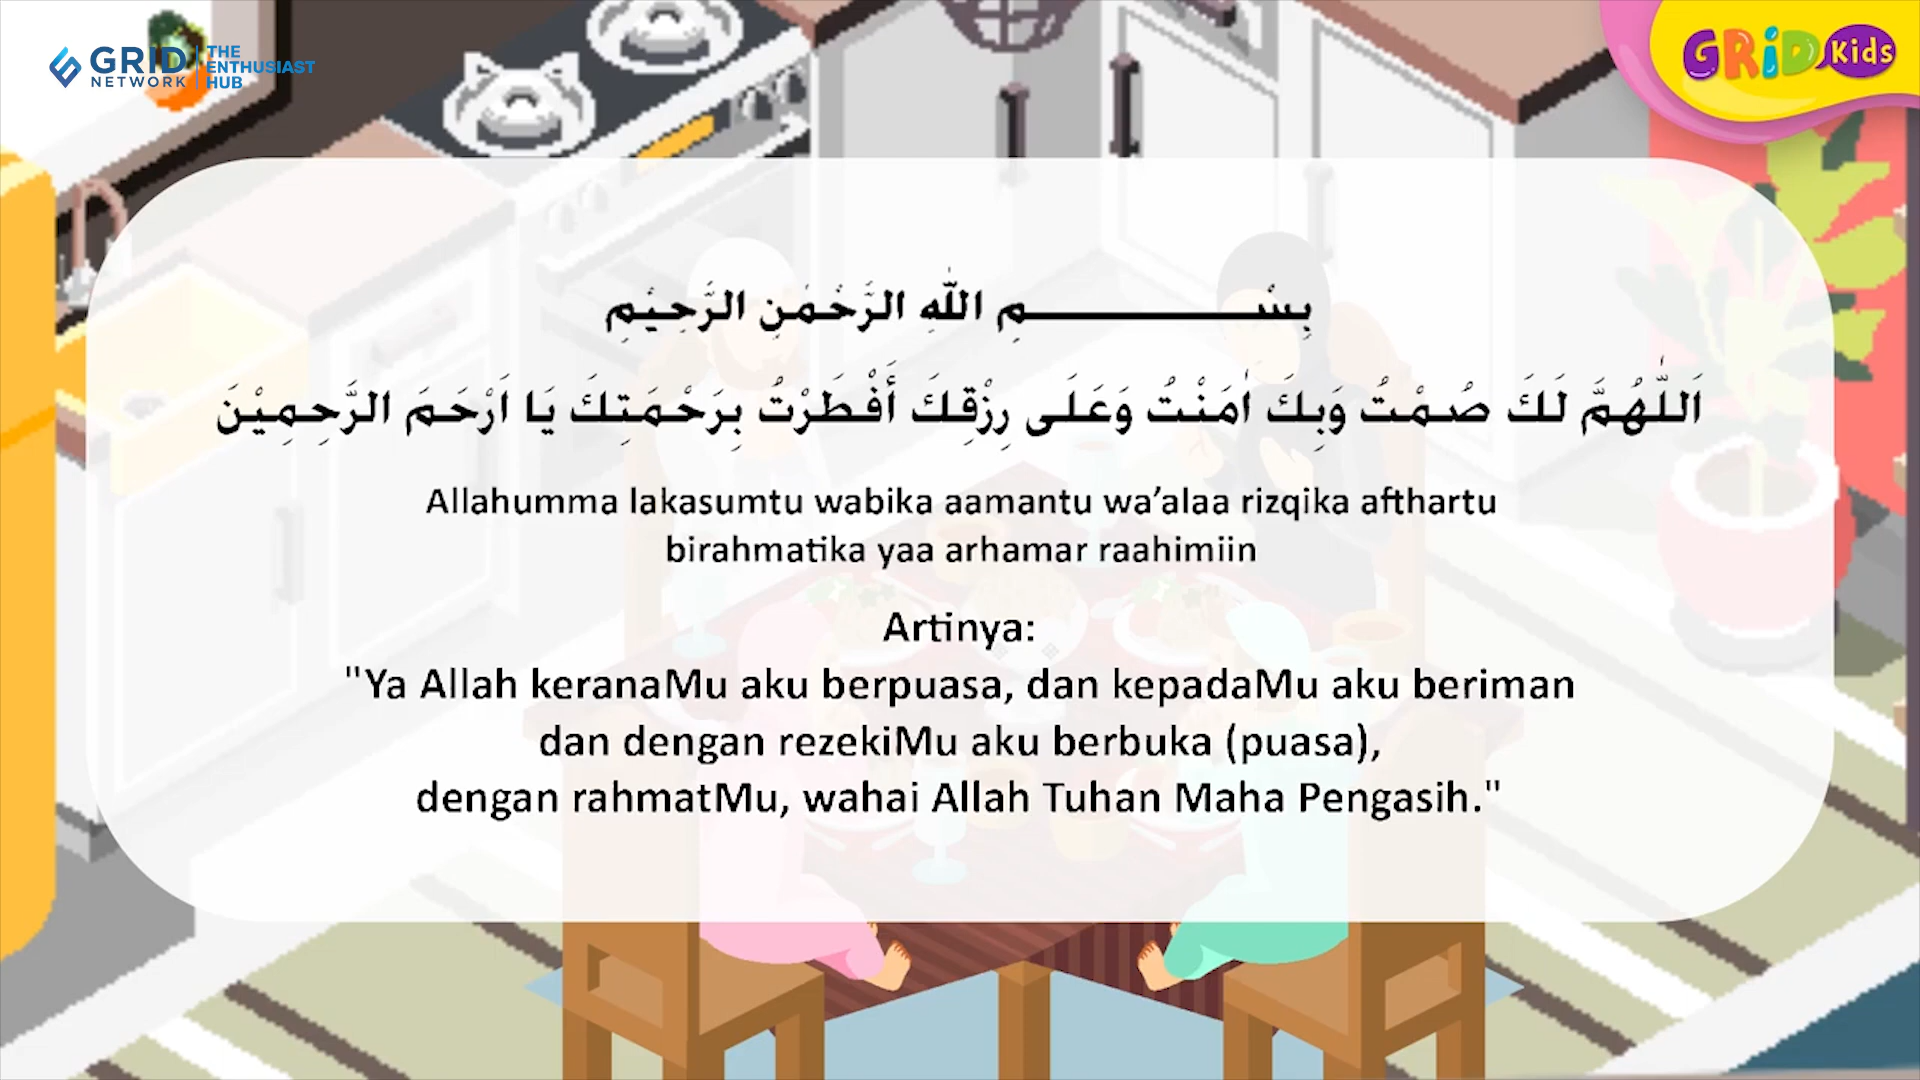 GRID NETWORK
THE ENTHUSIAST HUB
GRiD Kids
بِسْـــــــــــــــــمِ اللّٰهِ الرَّحْمٰنِ الرَّحِيْمِ
اَللّٰهُمَّ لَكَ صُمْتُ وَبِكَ اٰمَنْتُ وَعَلَى رِزْقِكَ أَفْطَرْتُ بِرَحْمَتِكَ يَا اَرْحَمَ الرَّحِمِيْنَ
Allahumma lakasumtu wabika aamantu wa’alaa rizqika afthartu
birahmatika yaa arhamar raahimiin
Artinya:
"Ya Allah keranaMu aku berpuasa, dan kepadaMu aku beriman
dan dengan rezekiMu aku berbuka (puasa),
dengan rahmatMu, wahai Allah Tuhan Maha Pengasih."